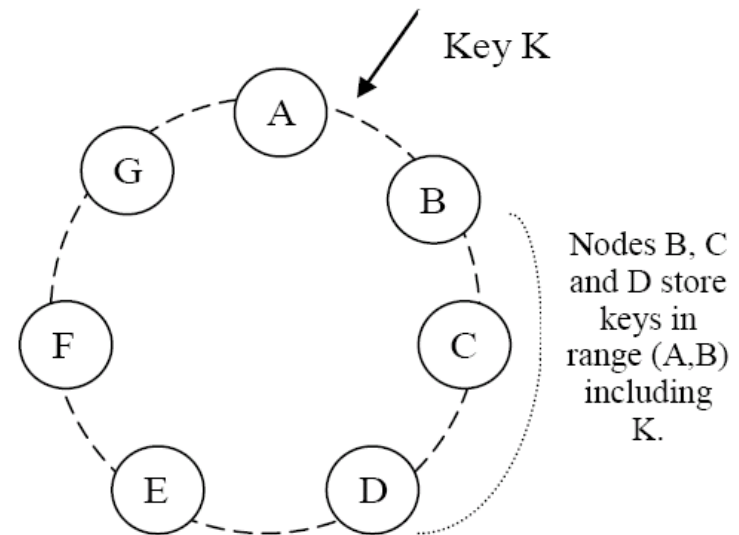 Key K
A
G
B
Nodes B, C
and D store
keys in
range (A,B)
including
K.
F
C
E
D